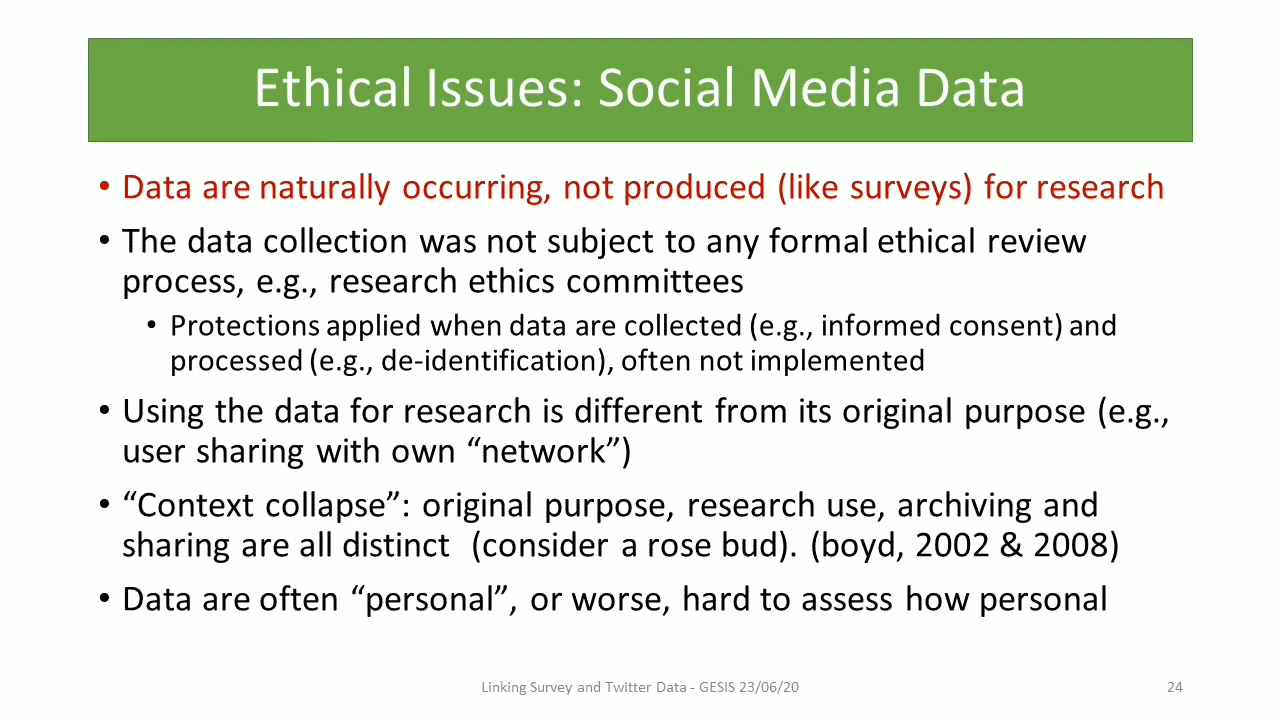 Ethical Issues: Social Media Data
• Data are naturally occurring, not produced (like surveys) for research
• The data collection was not subject to any formal ethical review
process, e.g., research ethics committees
• Protections applied when data are collected (e.g., informed consent) and
processed (e.g., de-identification), often not implemented
• Using the data for research is different from its original purpose (e.g.,
user sharing with own “network”)
• “Context collapse”: original purpose, research use, archiving and
sharing are all distinct  (consider a rose bud). (boyd, 2002 & 2008)
• Data are often “personal”, or worse, hard to assess how personal
Linking Survey and Twitter Data - GESIS 23/06/20
24